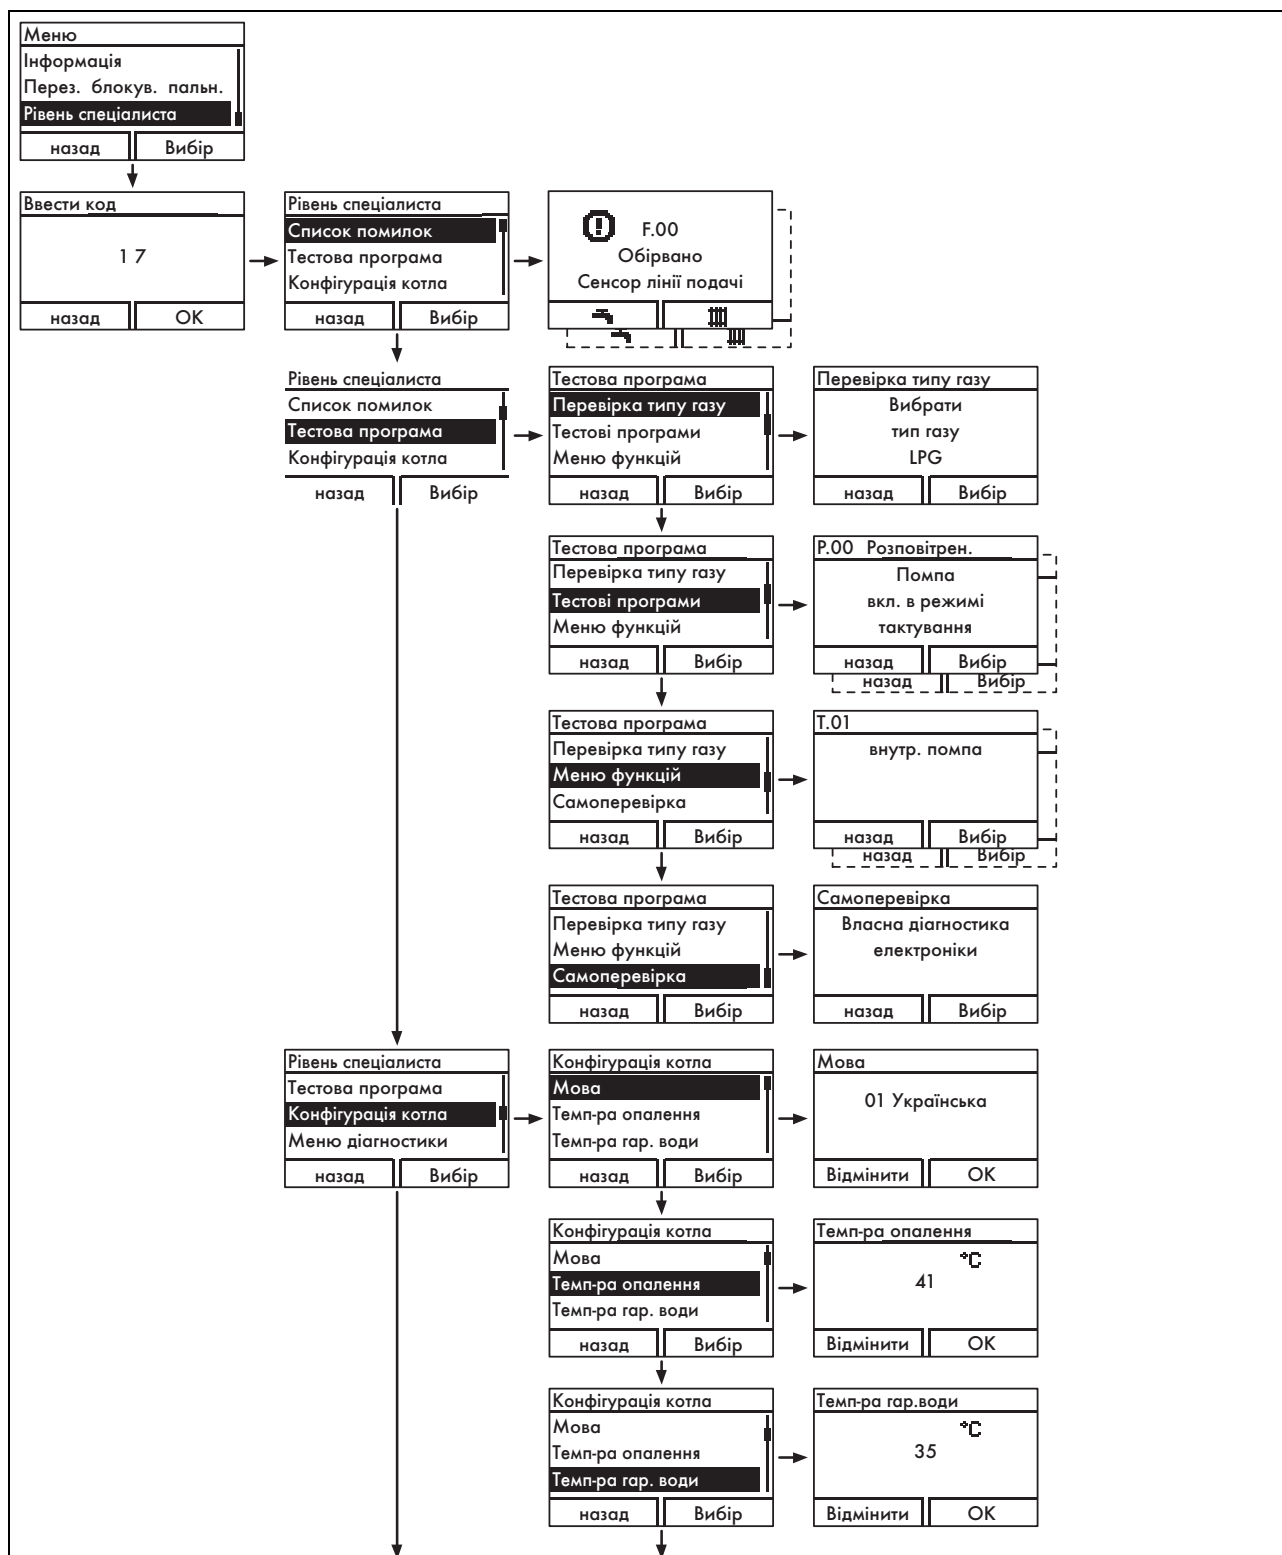 Меню
Інформація
Перез. блокув. пальн.
Рівень спеціалиста
назад Вибір
Ввести код
1 7
назад OK
Рівень спеціалиста
Список помилок
Тестова програма
Конфігурація котла
назад Вибір
F.00
Обірвано
Сенсор лінії подачі
Рівень спеціалиста
Список помилок
Тестова програма
Конфігурація котла
назад Вибір
Тестова програма
Перевірка типу газу
Тестові програми
Меню функцій
назад Вибір
Перевірка типу газу
Вибрати
тип газу
LPG
назад Вибір
Тестова програма
Перевірка типу газу
Тестові програми
Меню функцій
назад Вибір
P.00 Розповітрен.
Помпа
вкл. в режимі
тактування
назад Вибір
назад Вибір
Тестова програма
Перевірка типу газу
Меню функцій
Самоперевірка
назад Вибір
T.01
внутр. помпа
назад Вибір
назад Вибір
Тестова програма
Перевірка типу газу
Меню функцій
Самоперевірка
назад Вибір
Самоперевірка
Власна діагностика
електроніки
назад Вибір
Рівень спеціалиста
Тестова програма
Конфігурація котла
Меню діагностики
назад Вибір
Конфігурація котла
Мова
Темп-ра опалення
Темп-ра гар. води
назад Вибір
Мова
01 Українська
Відмінити OK
Конфігурація котла
Мова
Темп-ра опалення
Темп-ра гар. води
назад Вибір
Темп-ра опалення
°C
41
Відмінити OK
Конфігурація котла
Мова
Темп-ра опалення
Темп-ра гар. води
назад Вибір
Темп-ра гар.води
°C
35
Відмінити OK